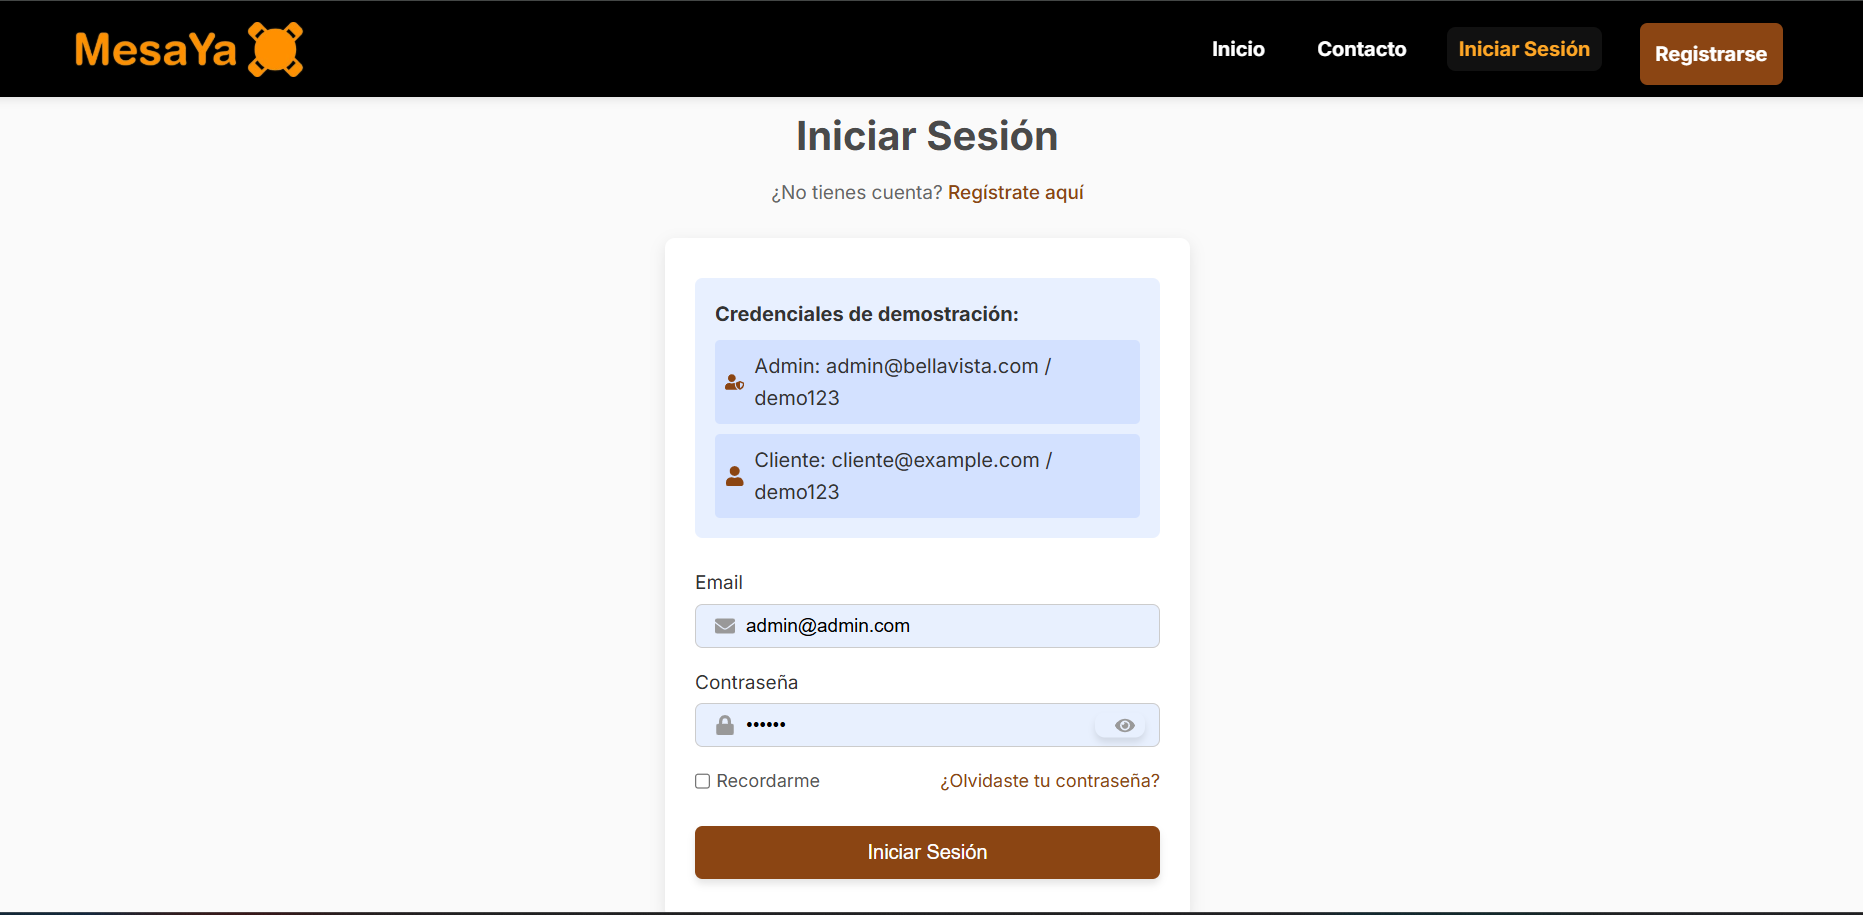 MesaYa
Inicio
Contacto
Iniciar Sesión
Registrarse
Iniciar Sesión
¿No tienes cuenta? Regístrate aquí
Credenciales de demostración:
Admin: admin@bellavista.com /
demo123
Cliente: cliente@example.com /
demo123
Email
admin@admin.com
Contraseña
••••••
Recordarme
¿Olvidaste tu contraseña?
Iniciar Sesión